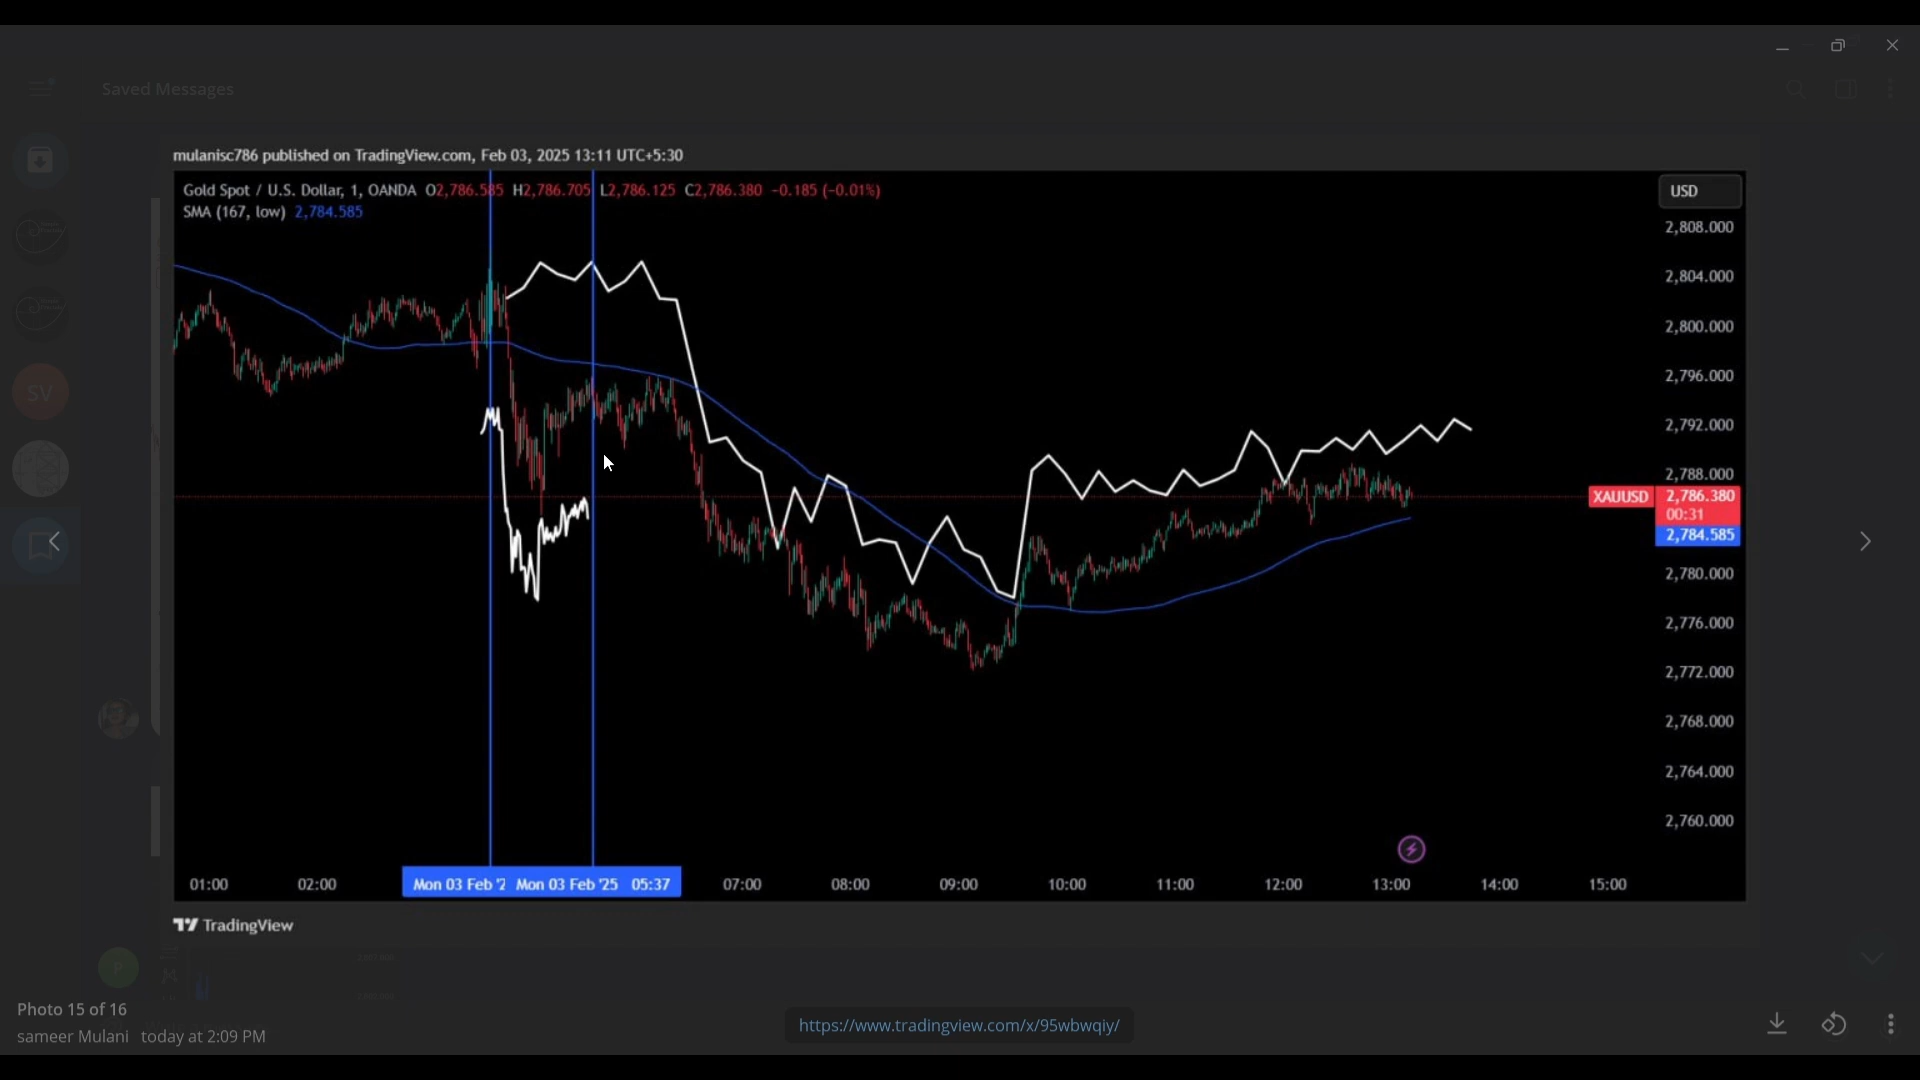 Saved Messages
mulanisc786 published on TradingView.com, Feb 03, 2025 13:11 UTC+5:30
Gold Spot / U.S. Dollar, 1, OANDA O2,786.585 H2,786.705 L2,786.125 C2,786.380 −0.185 (−0.01%)
USD
SMA (167, low) 2,784.585
2,808.000
2,804.000
2,800.000
2,796.000
SV
2,792.000
2,788.000
XAUUSD 2,786.380
00:31
2,784.585
2,780.000
2,776.000
2,772.000
2,768.000
2,764.000
2,760.000
01:00 02:00 Mon 03 Feb '2 Mon 03 Feb '25 05:37 07:00 08:00 09:00 10:00 11:00 12:00 13:00 14:00 15:00
TradingView
P
Photo 15 of 16
https://www.tradingview.com/x/95wbwqiy/
sameer Mulani today at 2:09 PM